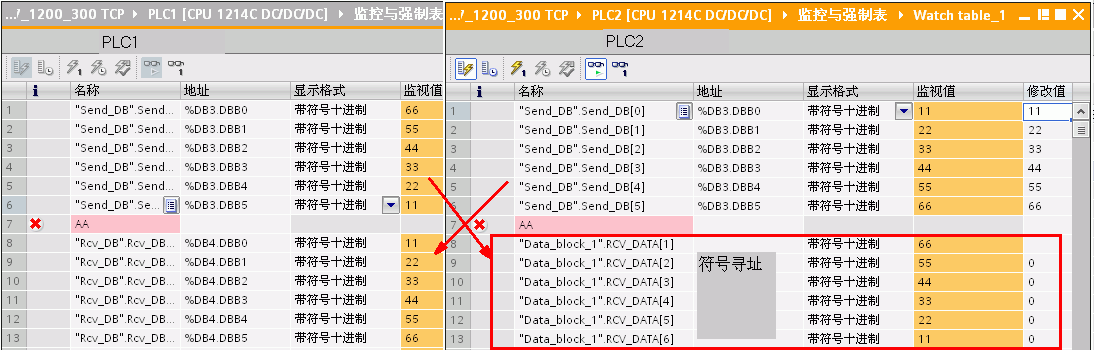 7_1200_300 TCP ▸ PLC1 [CPU 1214C DC/DC/DC] ▸ 监控与强制表
PLC1
i 名称 地址 显示格式 监视值
1 "Send_DB".Send... %DB3.DBB0 带符号十进制 66
2 "Send_DB".Send... %DB3.DBB1 带符号十进制 55
3 "Send_DB".Send... %DB3.DBB2 带符号十进制 44
4 "Send_DB".Send... %DB3.DBB3 带符号十进制 33
5 "Send_DB".Send... %DB3.DBB4 带符号十进制 22
6 "Send_DB".Se... %DB3.DBB5 带符号十进制 11
7 AA
8 "Rcv_DB".Rcv_D... %DB4.DBB0 带符号十进制 11
9 "Rcv_DB".Rcv_D... %DB4.DBB1 带符号十进制 22
10 "Rcv_DB".Rcv_D... %DB4.DBB2 带符号十进制 33
11 "Rcv_DB".Rcv_D... %DB4.DBB3 带符号十进制 44
12 "Rcv_DB".Rcv_D... %DB4.DBB4 带符号十进制 55
13 "Rcv_DB".Rcv_D... %DB4.DBB5 带符号十进制 66
..._1200_300 TCP ▸ PLC2 [CPU 1214C DC/DC/DC] ▸ 监控与强制表 ▸ Watch table_1
PLC2
i 名称 地址 显示格式 监视值 修改值
1 "Send_DB".Send_DB[0] %DB3.DBB0 带符号十进制 11 11
2 "Send_DB".Send_DB[1] %DB3.DBB1 带符号十进制 22 22
3 "Send_DB".Send_DB[2] %DB3.DBB2 带符号十进制 33 33
4 "Send_DB".Send_DB[3] %DB3.DBB3 带符号十进制 44 44
5 "Send_DB".Send_DB[4] %DB3.DBB4 带符号十进制 55 55
6 "Send_DB".Send_DB[5] %DB3.DBB5 带符号十进制 66 66
7 AA
8 "Data_block_1".RCV_DATA[1] 带符号十进制 66
9 "Data_block_1".RCV_DATA[2] 符号寻址 带符号十进制 55 0
10 "Data_block_1".RCV_DATA[3] 带符号十进制 44 0
11 "Data_block_1".RCV_DATA[4] 带符号十进制 33 0
12 "Data_block_1".RCV_DATA[5] 带符号十进制 22 0
13 "Data_block_1".RCV_DATA[6] 带符号十进制 11 0